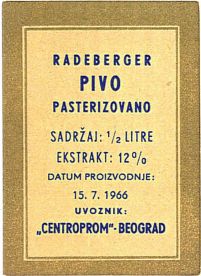 RADEBERGER
PIVO
PASTERIZOVANO
SADRŽAJ: 1/2 LITRE
EKSTRAKT: 12%
DATUM PROIZVODNJE:
15. 7. 1966
UVOZNIK:
„CENTROPROM"-BEOGRAD